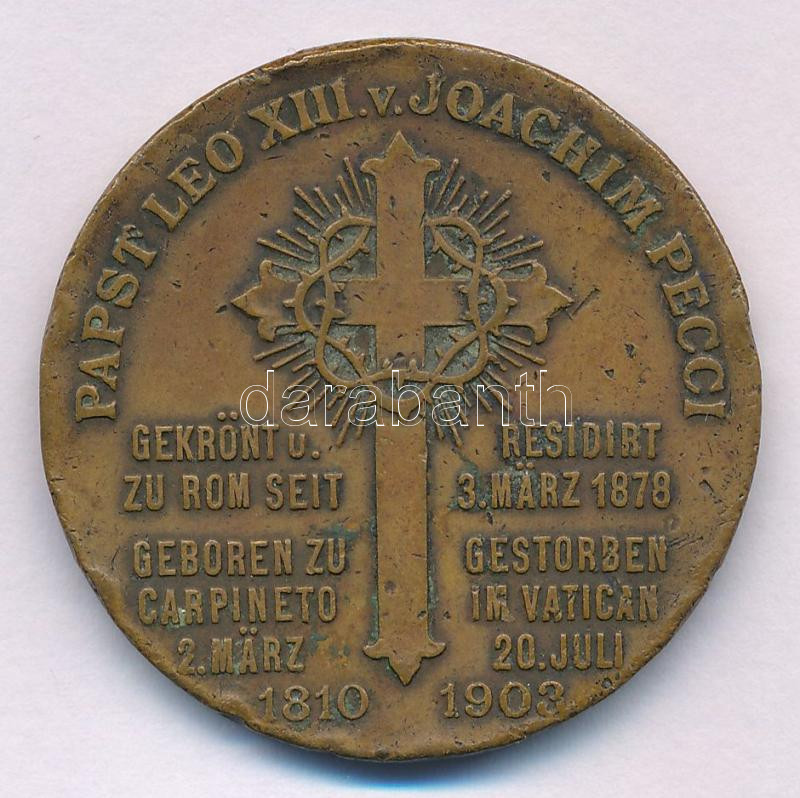 PAPST LEO XIII. v. JOACHIM PECCI
GEKRÖNT u. RESIDIRT
ZU ROM SEIT 3. MÄRZ 1878
GEBOREN ZU
CARPINETO
2. MÄRZ
1810
GESTORBEN
IM VATICAN
20. JULI
1903
darabanth